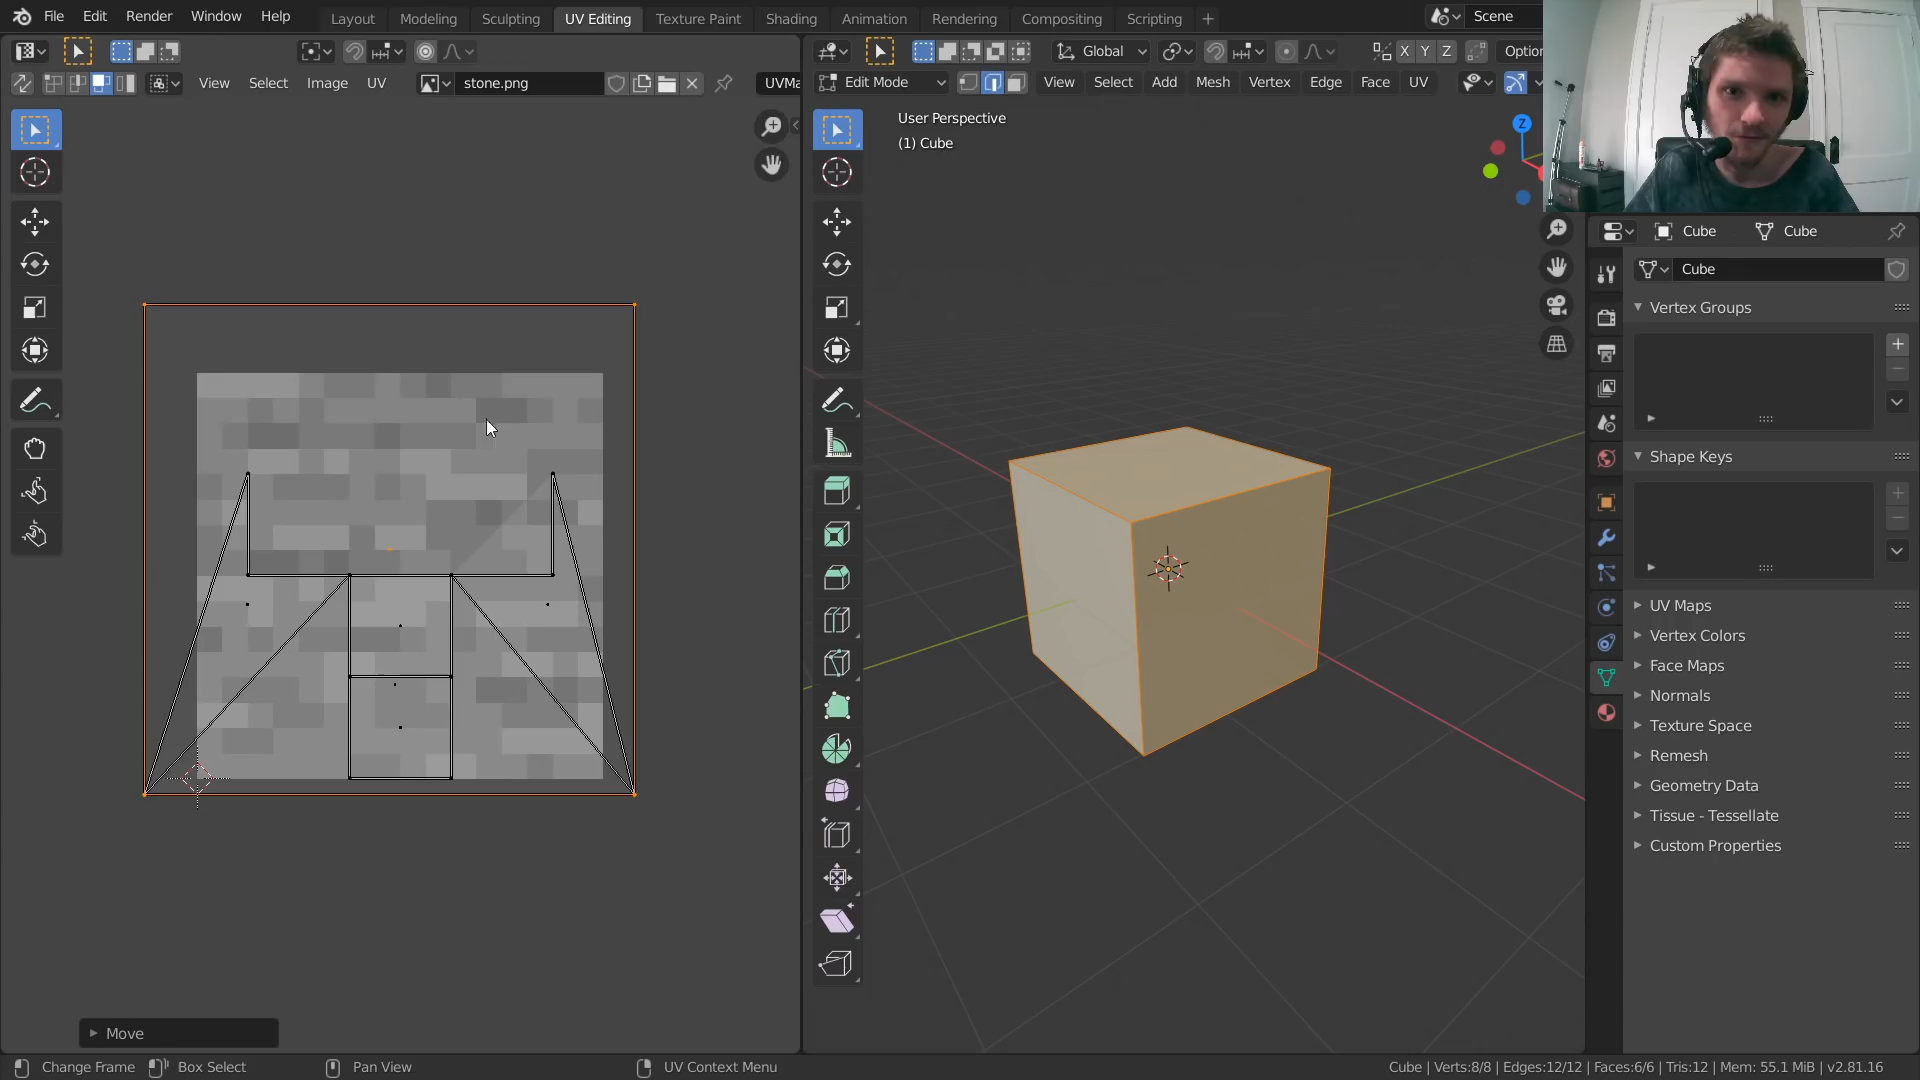 File Edit Render Window Help
Layout Modeling Sculpting UV Editing Texture Paint Shading Animation Rendering Compositing Scripting +
Scene
Global
X Y Z
Option
View Select Image UV
stone.png
UVMa
Edit Mode
View Select Add Mesh Vertex Edge Face UV
User Perspective
(1) Cube
Z
Cube Cube
Cube
Vertex Groups
Shape Keys
UV Maps
Vertex Colors
Face Maps
Normals
Texture Space
Remesh
Geometry Data
Tissue - Tessellate
Custom Properties
Move
Change Frame Box Select Pan View UV Context Menu
Cube | Verts:8/8 | Edges:12/12 | Faces:6/6 | Tris:12 | Mem: 55.1 MiB | v2.81.16